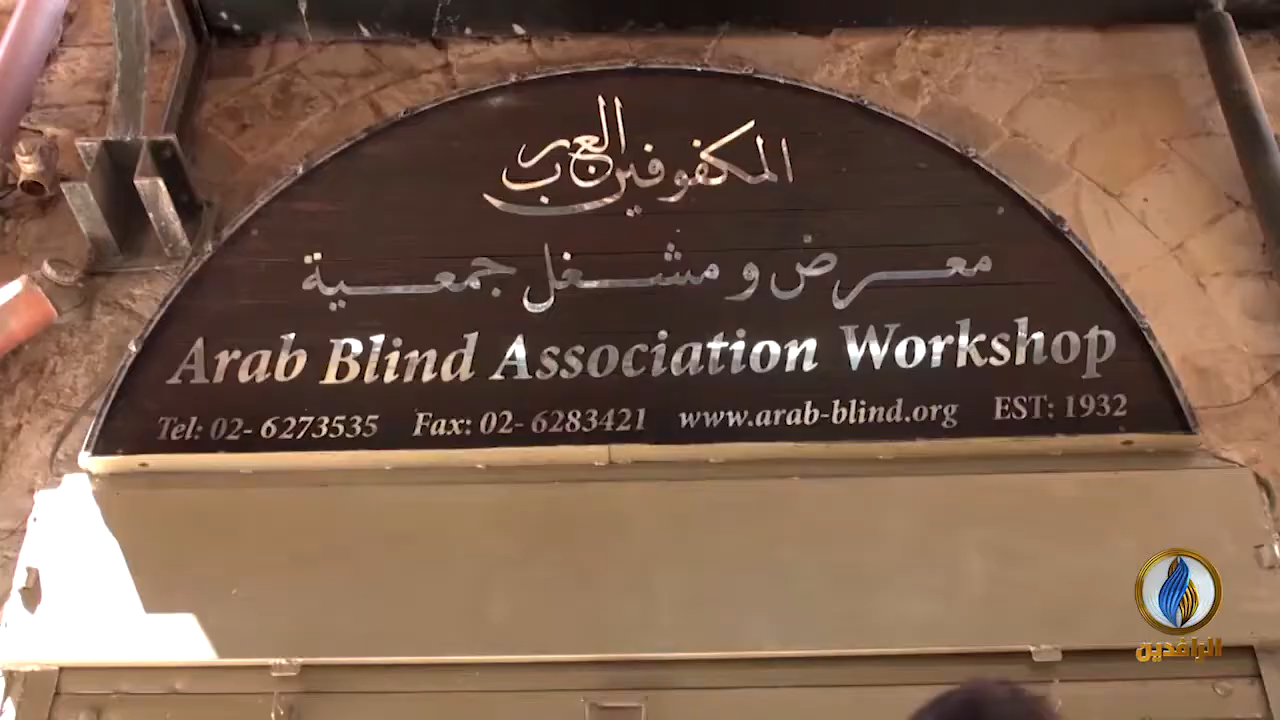 المكفوفين العرب
معرض و مشغل جمعية
Arab Blind Association Workshop
Tel: 02- 6273535 Fax: 02- 6283421 www.arab-blind.org EST: 1932
الرافدين